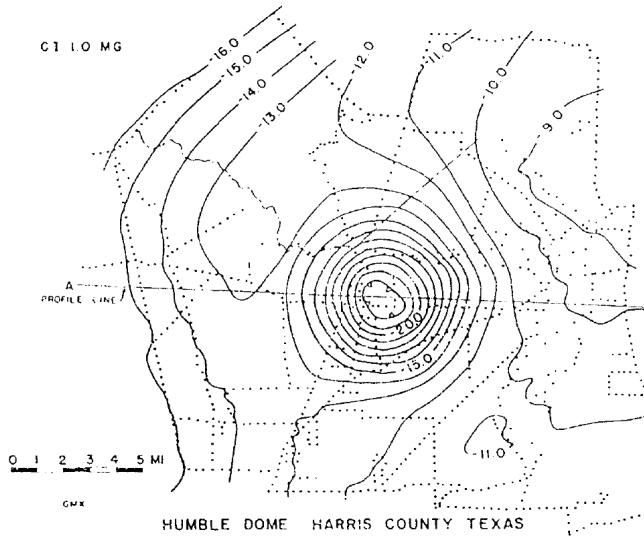 CI 1.0 MG
-16.0
-15.0
-14.0
-13.0
-12.0
-11.0
-10.0
-9.0
A
PROFILE LINE
-20.0
-15.0
-11.0
0 1 2 3 4 5 MI
GMX
HUMBLE DOME HARRIS COUNTY TEXAS